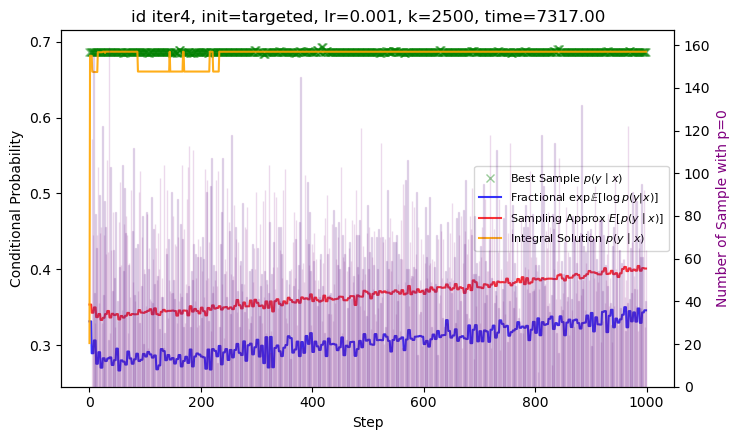 id iter4, init=targeted, lr=0.001, k=2500, time=7317.00
Conditional Probability
0.7
0.6
0.5
0.4
0.3
160
140
120
100
80
60
40
20
0
Number of Sample with p=0
Best Sample p(y | x)
Fractional exp𝔼[log p(y|x)]
Sampling Approx E[p(y | x)]
Integral Solution p(y | x)
0 200 400 600 800 1000
Step